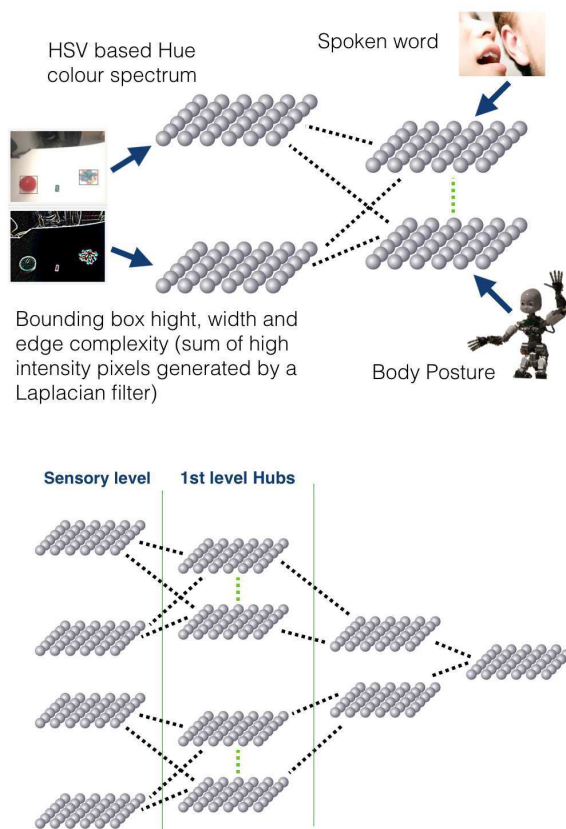 HSV based Hue
colour spectrum
Spoken word
Bounding box hight, width and
edge complexity (sum of high
intensity pixels generated by a
Laplacian filter)
Body Posture
Sensory level
1st level Hubs